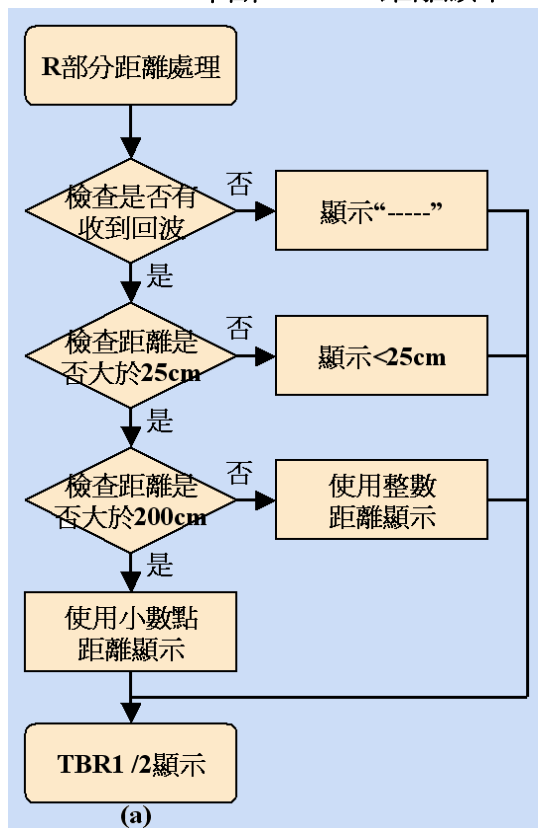 R部分距離處理
檢查是否有
收到回波
否
顯示“-----”
是
檢查距離是
否大於25cm
否
顯示<25cm
是
檢查距離是
否大於200cm
否
使用整數
距離顯示
是
使用小數點
距離顯示
TBR1 /2顯示
(a)